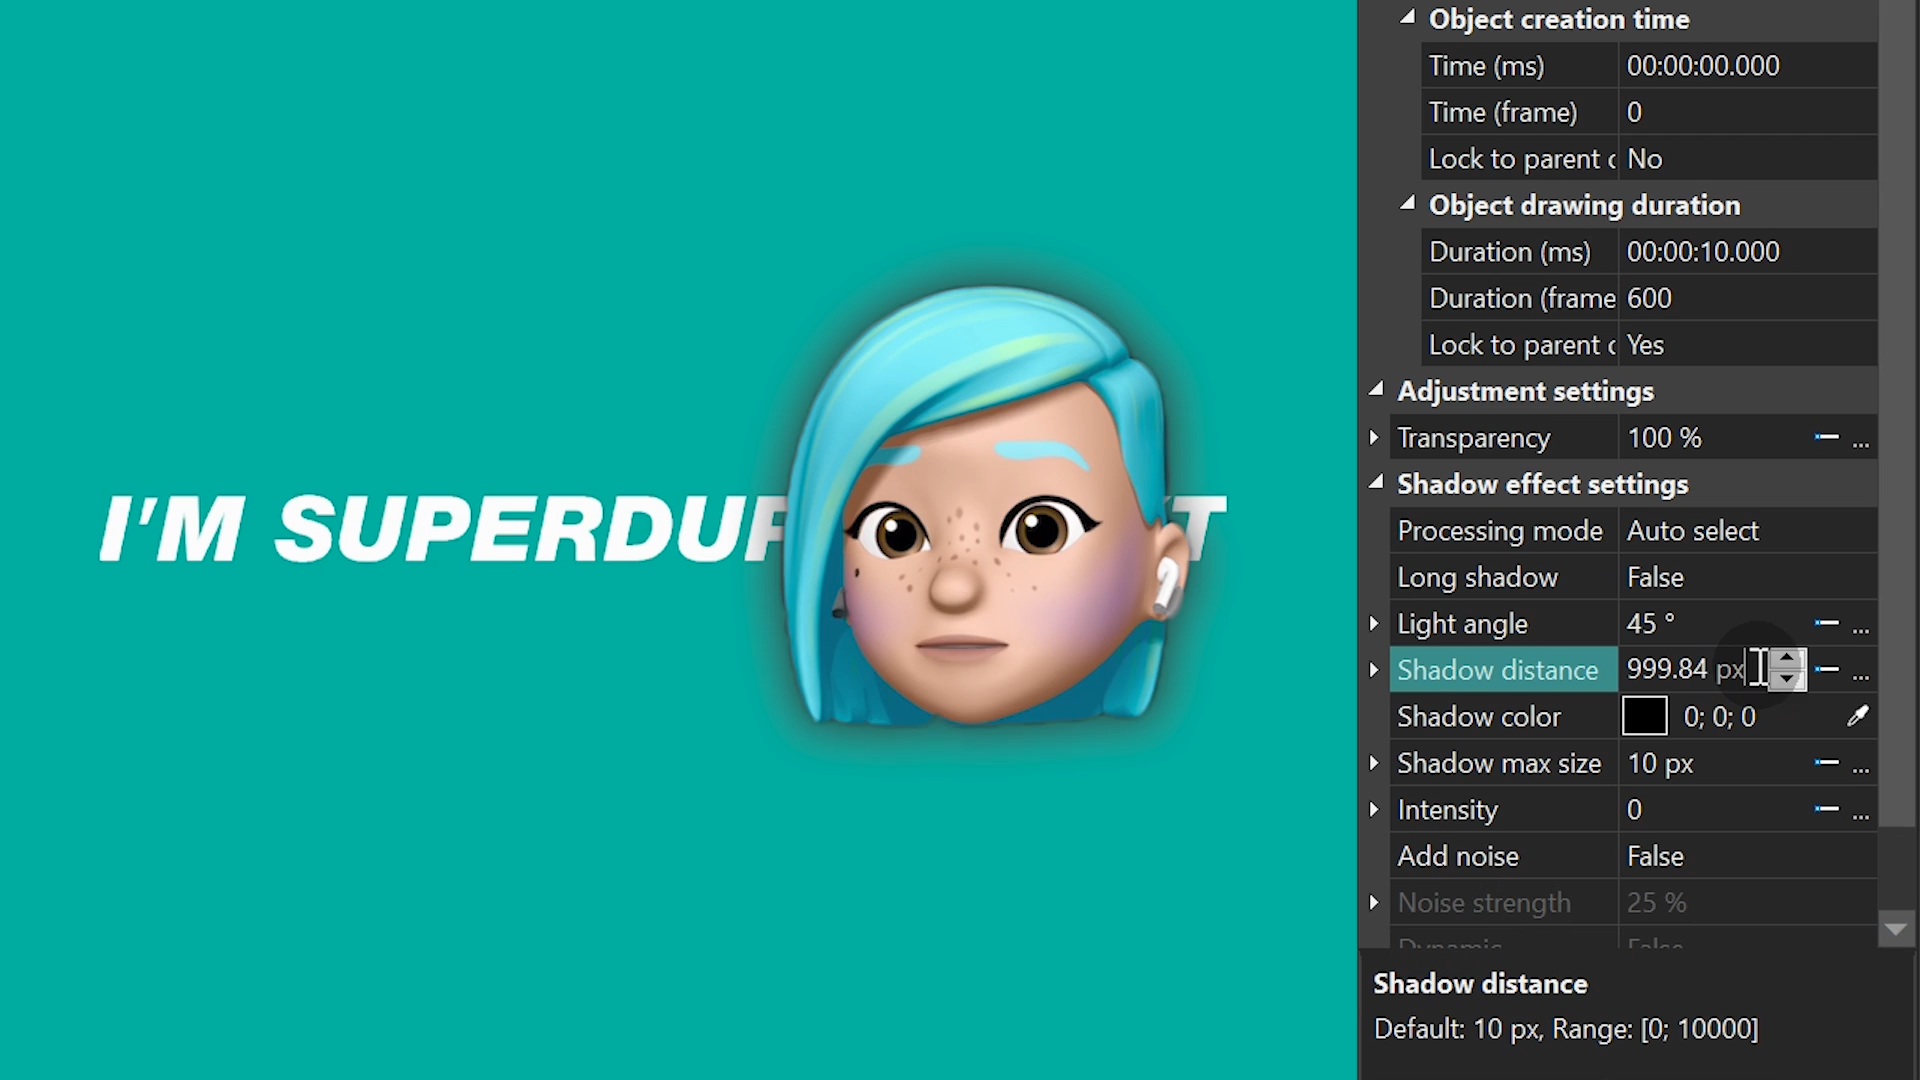 I'M SUPERDUP
T
Object creation time
Time (ms) 00:00:00.000
Time (frame) 0
Lock to parent No
Object drawing duration
Duration (ms) 00:00:10.000
Duration (frame 600
Lock to parent Yes
Adjustment settings
Transparency 100 % ...
Shadow effect settings
Processing mode Auto select
Long shadow False
Light angle 45 ° ...
Shadow distance 999.84 px ...
Shadow color 0; 0; 0
Shadow max size 10 px ...
Intensity 0 ...
Add noise False
Noise strength 25 %
Dynamic False
Shadow distance
Default: 10 px, Range: [0; 10000]